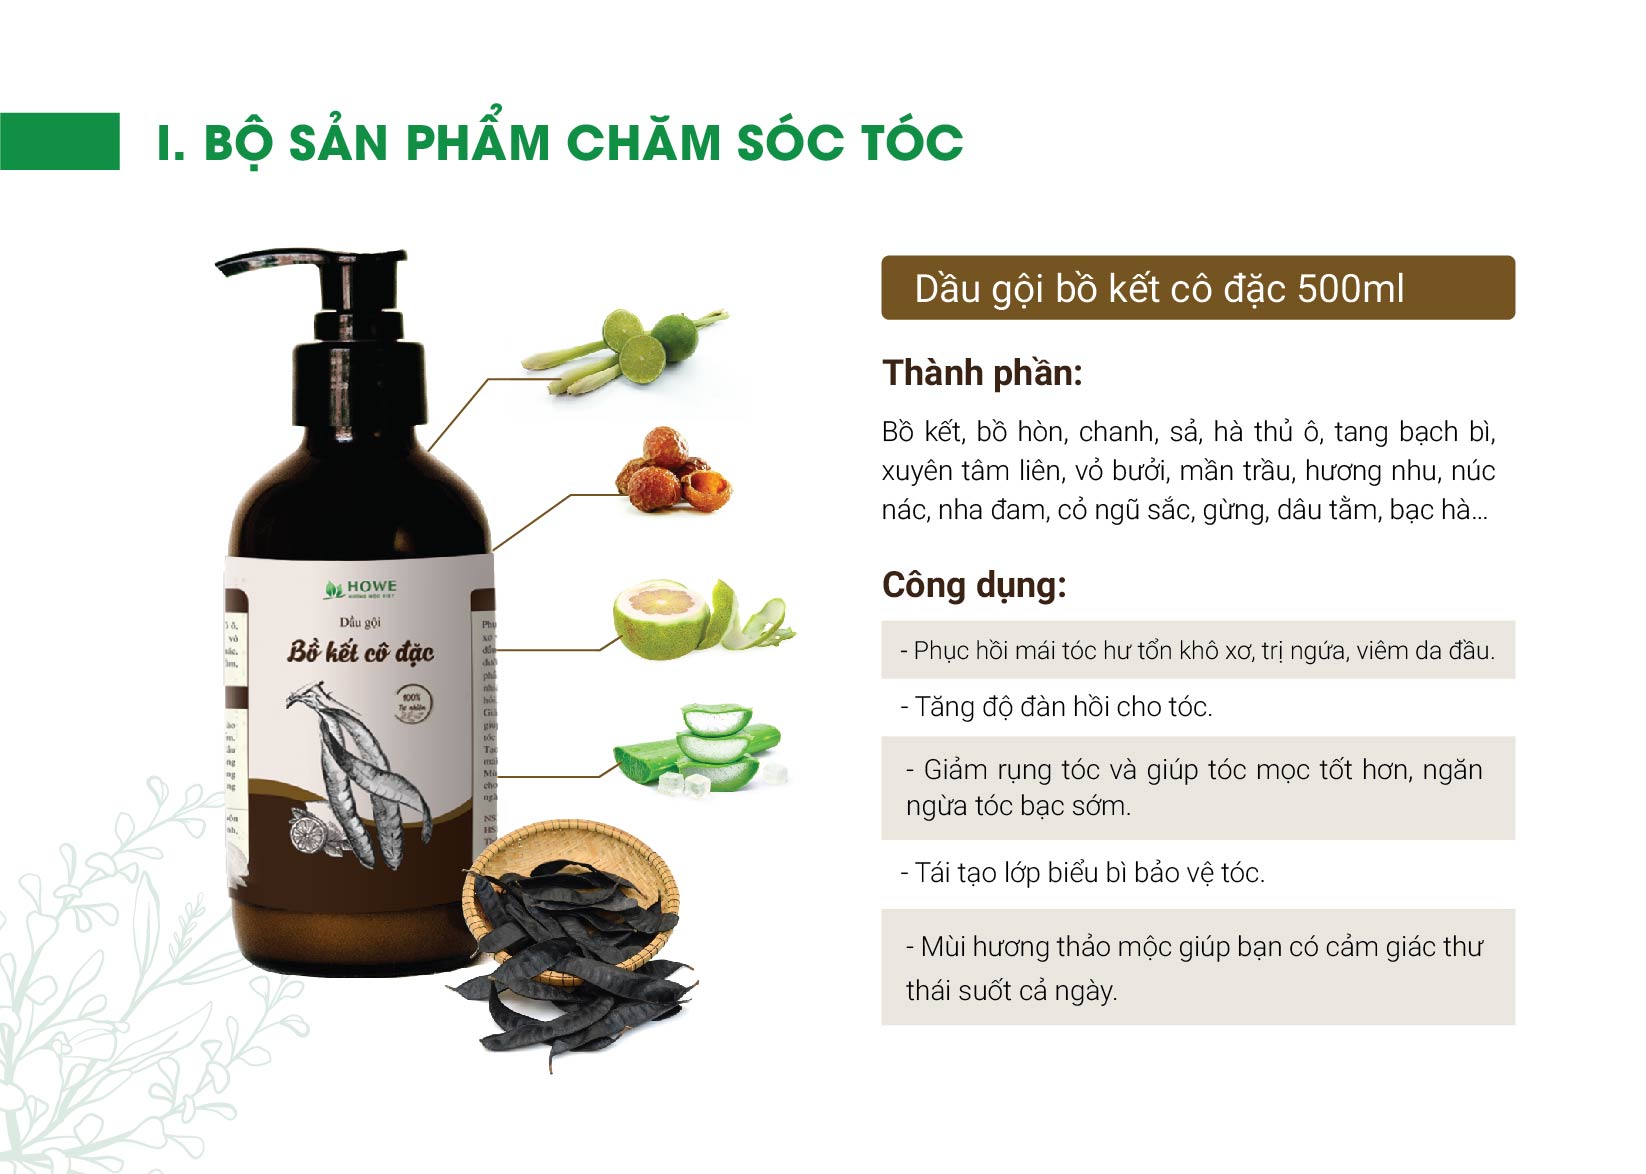 I. BỘ SẢN PHẨM CHĂM SÓC TÓC
Dầu gội bồ kết cô đặc 500ml
Thành phần:
Bồ kết, bồ hòn, chanh, sả, hà thủ ô, tang bạch bì,
xuyên tâm liên, vỏ bưởi, mần trầu, hương nhu, núc
nác, nha đam, cỏ ngũ sắc, gừng, dâu tằm, bạc hà...
Công dụng:
- Phục hồi mái tóc hư tổn khô xơ, trị ngứa, viêm da đầu.
- Tăng độ đàn hồi cho tóc.
- Giảm rụng tóc và giúp tóc mọc tốt hơn, ngăn
ngừa tóc bạc sớm.
- Tái tạo lớp biểu bì bảo vệ tóc.
- Mùi hương thảo mộc giúp bạn có cảm giác thư
thái suốt cả ngày.
HOWE
HƯƠNG MỘC VIỆT
Dầu gội
Bồ kết cô đặc
100%
Tự nhiên